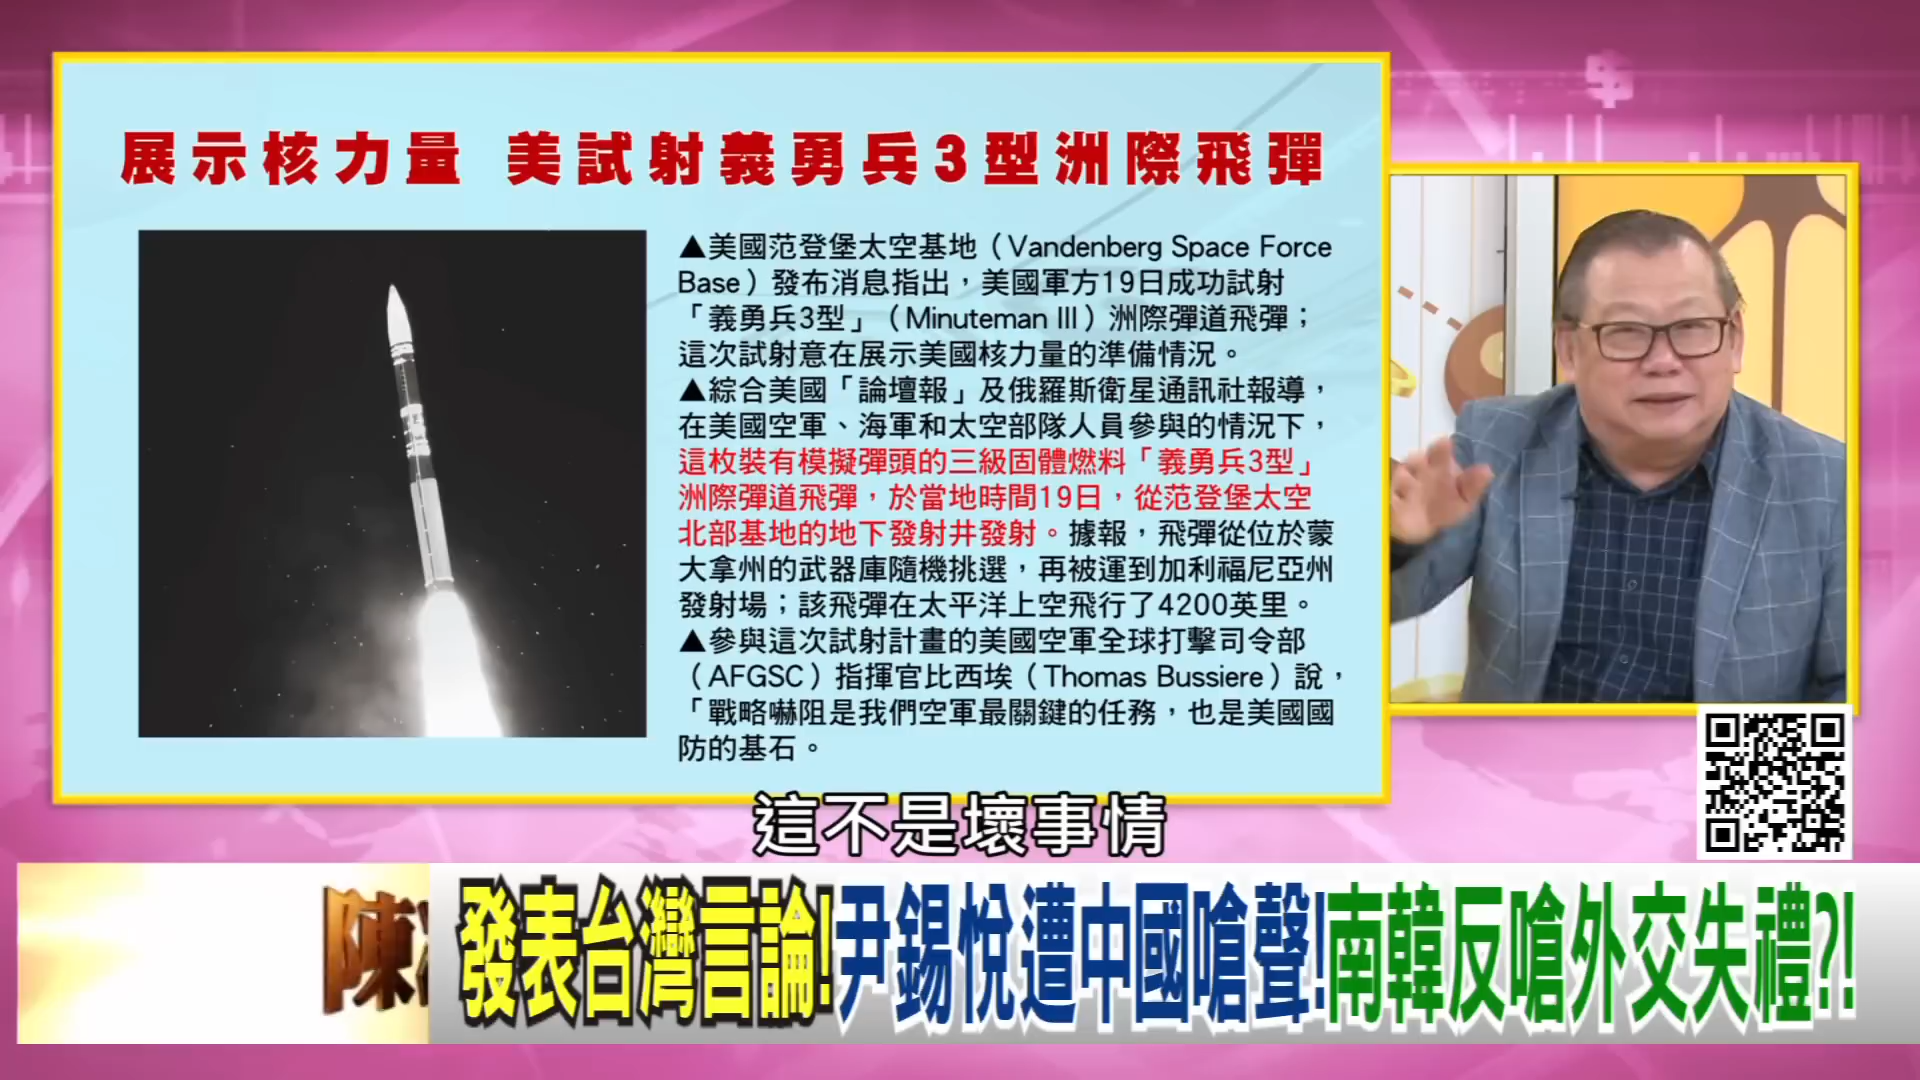 展示核力量 美試射義勇兵3型洲際飛彈
▲美國范登堡太空基地（Vandenberg Space Force
Base）發布消息指出，美國軍方19日成功試射
「義勇兵3型」（Minuteman III）洲際彈道飛彈；
這次試射意在展示美國核力量的準備情況。
▲綜合美國「論壇報」及俄羅斯衛星通訊社報導，
在美國空軍、海軍和太空部隊人員參與的情況下，
這枚裝有模擬彈頭的三級固體燃料「義勇兵3型」
洲際彈道飛彈，於當地時間19日，從范登堡太空
北部基地的地下發射井發射。據報，飛彈從位於蒙
大拿州的武器庫隨機挑選，再被運到加利福尼亞州
發射場；該飛彈在太平洋上空飛行了4200英里。
▲參與這次試射計畫的美國空軍全球打擊司令部
（AFGSC）指揮官比西埃（Thomas Bussiere）說，
「戰略嚇阻是我們空軍最關鍵的任務，也是美國國
防的基石。
這不是壞事情
陳
發表台灣言論!尹錫悅遭中國嗆聲!南韓反嗆外交失禮?!